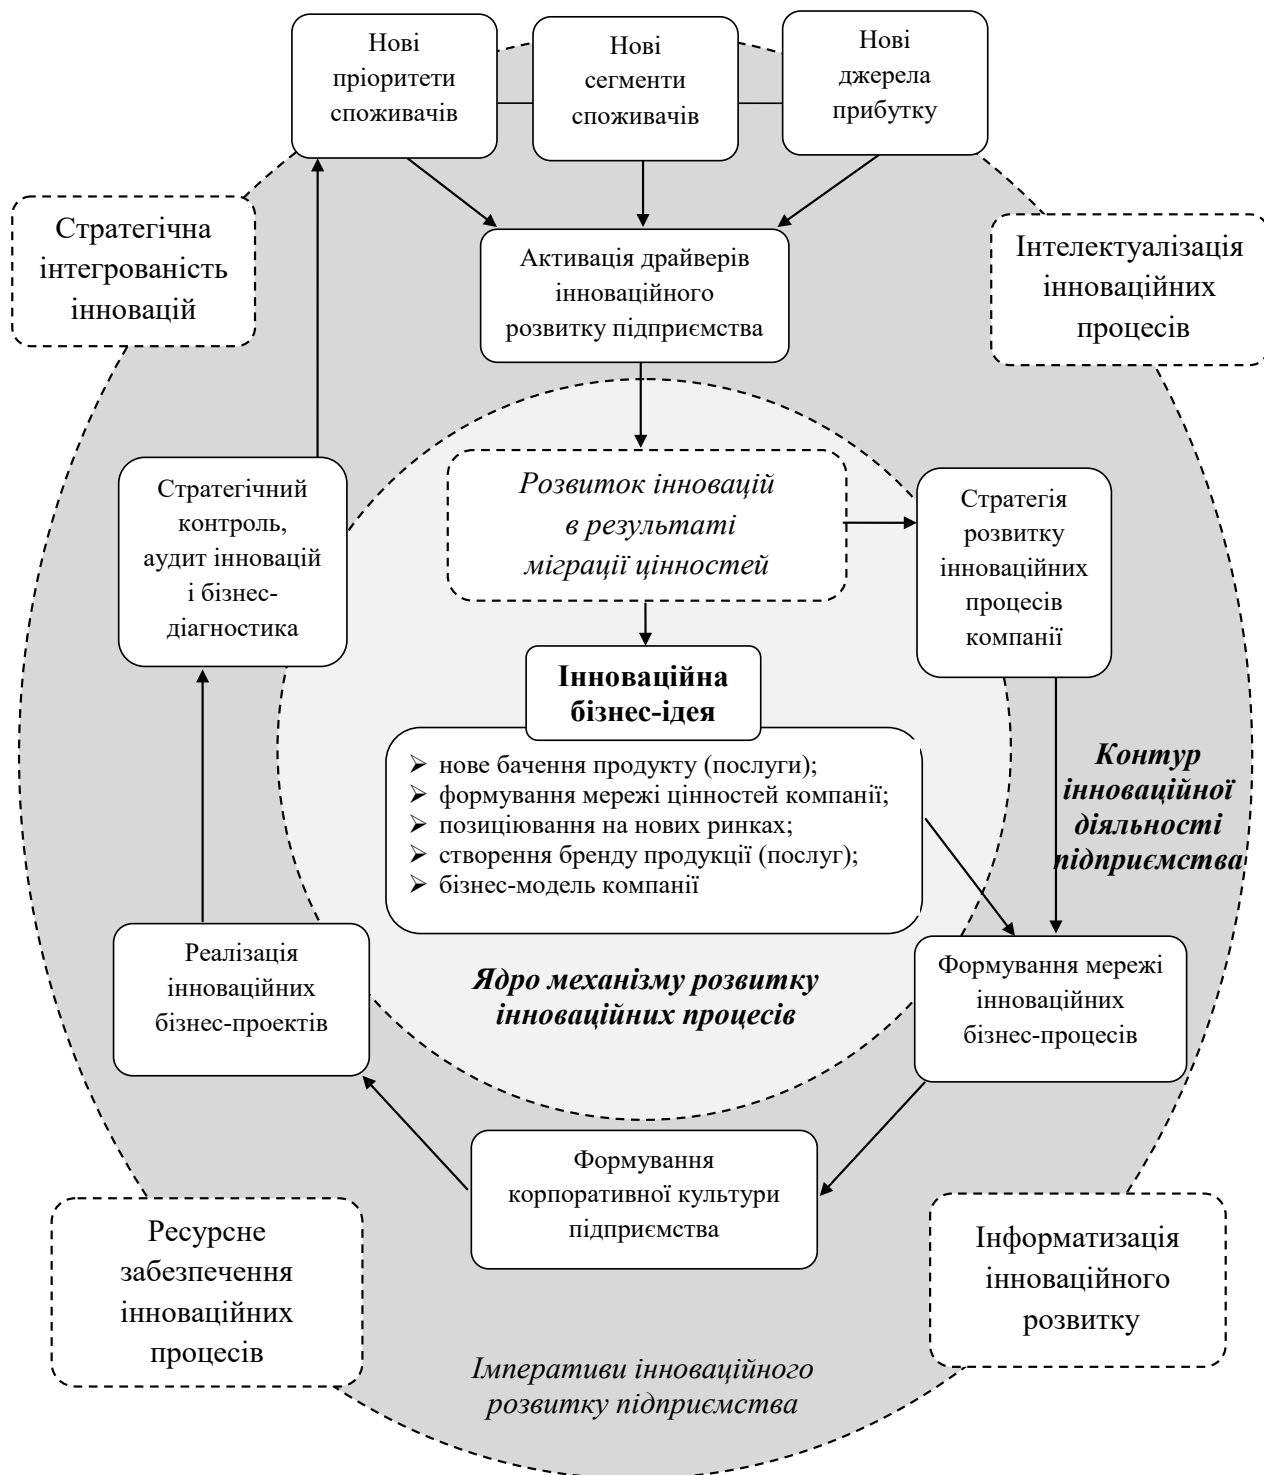 Нові
пріоритети
споживачів
Нові
сегменти
споживачів
Нові
джерела
прибутку
Стратегічна
інтегрованість
інновацій
Активація драйверів
інноваційного
розвитку підприємства
Інтелектуалізація
інноваційних
процесів
Стратегічний
контроль,
аудит інновацій
і бізнес-
діагностика
Розвиток інновацій
в результаті
міграції цінностей
Стратегія
розвитку
інноваційних
процесів
компанії
Інноваційна
бізнес-ідея
➢ нове бачення продукту (послуги);
➢ формування мережі цінностей компанії;
➢ позиціювання на нових ринках;
➢ створення бренду продукції (послуг);
➢ бізнес-модель компанії
Контур
інноваційної
діяльності
підприємства
Реалізація
інноваційних
бізнес-проектів
Ядро механізму розвитку
інноваційних процесів
Формування мережі
інноваційних
бізнес-процесів
Формування
корпоративної культури
підприємства
Ресурсне
забезпечення
інноваційних
процесів
Інформатизація
інноваційного
розвитку
Імперативи інноваційного
розвитку підприємства